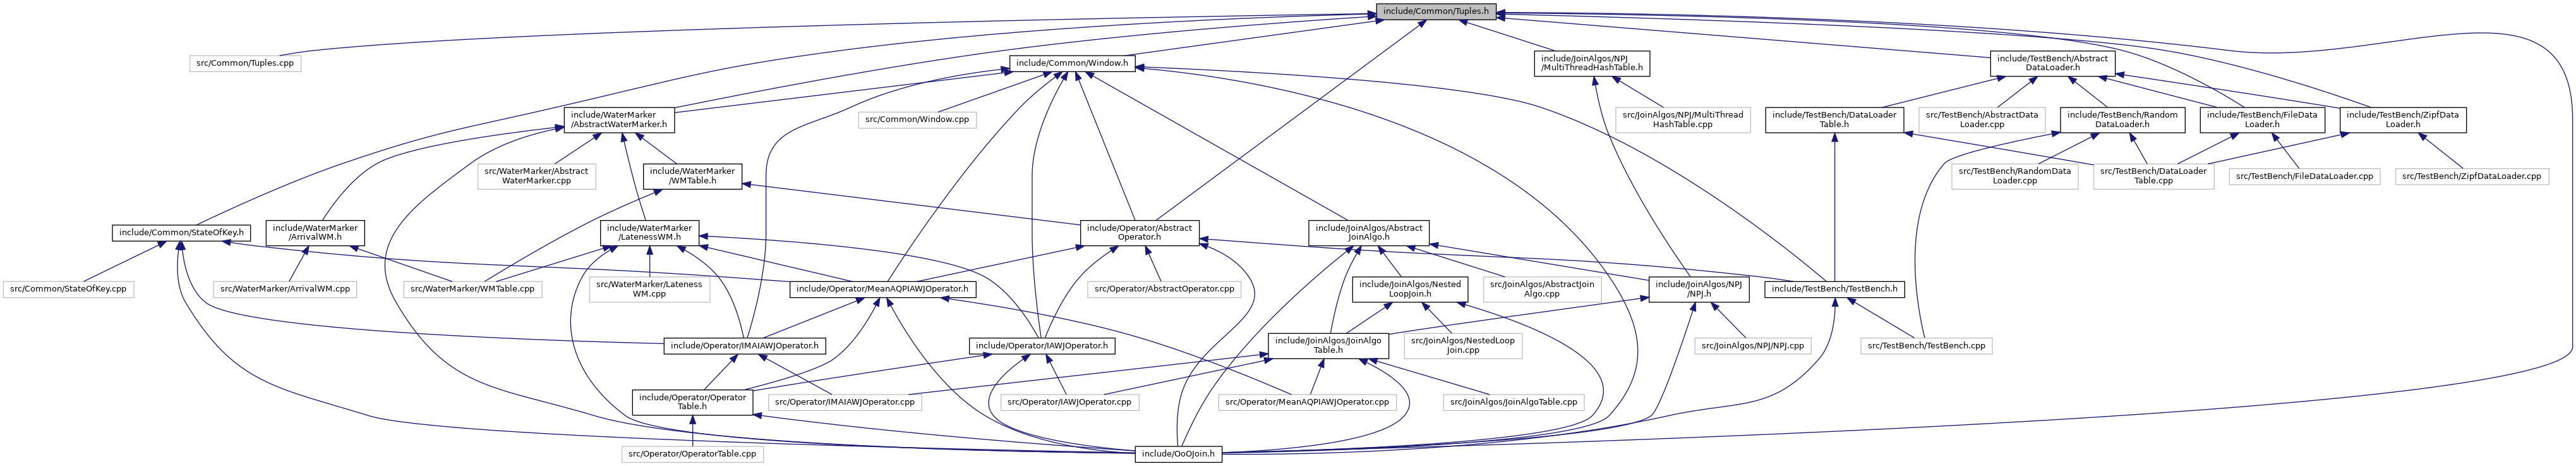 include/Common/Tuples.h
src/Common/Tuples.cpp
include/Common/Window.h
include/JoinAlgos/NPJ
/MultiThreadHashTable.h
include/TestBench/Abstract
DataLoader.h
include/WaterMarker
/AbstractWaterMarker.h
src/Common/Window.cpp
src/JoinAlgos/NPJ/MultiThread
HashTable.cpp
include/TestBench/DataLoader
Table.h
src/TestBench/AbstractData
Loader.cpp
include/TestBench/Random
DataLoader.h
include/TestBench/FileData
Loader.h
include/TestBench/ZipfData
Loader.h
src/WaterMarker/Abstract
WaterMarker.cpp
include/WaterMarker
/WMTable.h
src/TestBench/RandomData
Loader.cpp
src/TestBench/DataLoader
Table.cpp
src/TestBench/FileDataLoader.cpp
src/TestBench/ZipfDataLoader.cpp
include/Common/StateOfKey.h
include/WaterMarker
/ArrivalWM.h
include/WaterMarker
/LatenessWM.h
include/Operator/Abstract
Operator.h
include/JoinAlgos/Abstract
JoinAlgo.h
src/Common/StateOfKey.cpp
src/WaterMarker/ArrivalWM.cpp
src/WaterMarker/WMTable.cpp
src/WaterMarker/Lateness
WM.cpp
include/Operator/MeanAQPIAWJOperator.h
src/Operator/AbstractOperator.cpp
include/JoinAlgos/Nested
LoopJoin.h
src/JoinAlgos/AbstractJoin
Algo.cpp
include/JoinAlgos/NPJ
/NPJ.h
include/TestBench/TestBench.h
include/Operator/IMAIAWJOperator.h
include/Operator/IAWJOperator.h
include/JoinAlgos/JoinAlgo
Table.h
src/JoinAlgos/NestedLoop
Join.cpp
src/JoinAlgos/NPJ/NPJ.cpp
src/TestBench/TestBench.cpp
include/Operator/Operator
Table.h
src/Operator/IMAIAWJOperator.cpp
src/Operator/IAWJOperator.cpp
src/Operator/MeanAQPIAWJOperator.cpp
src/JoinAlgos/JoinAlgoTable.cpp
src/Operator/OperatorTable.cpp
include/OoOJoin.h